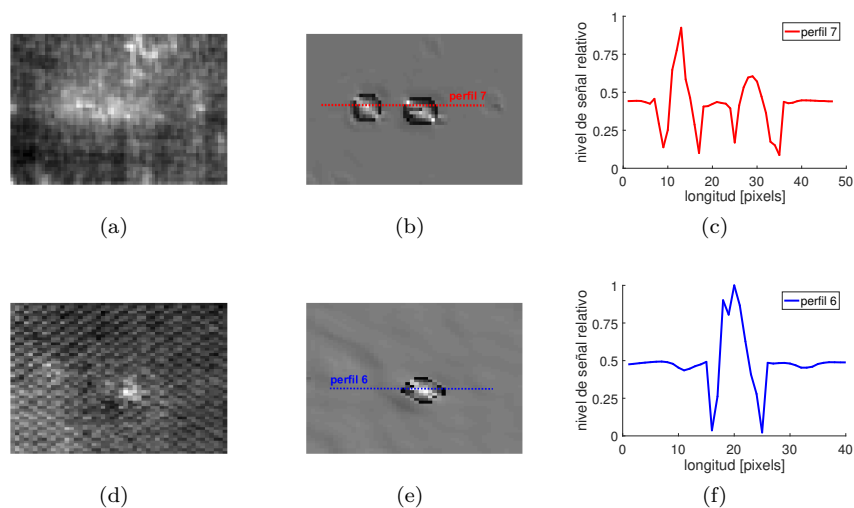 perfil 7
nivel de señal relativo
1
0.75
0.5
0.25
0
0 10 20 30 40 50
longitud [pixels]
perfil 7
(a) (b) (c)
perfil 6
nivel de señal relativo
1
0.75
0.5
0.25
0
0 10 20 30 40
longitud [pixels]
perfil 6
(d) (e) (f)